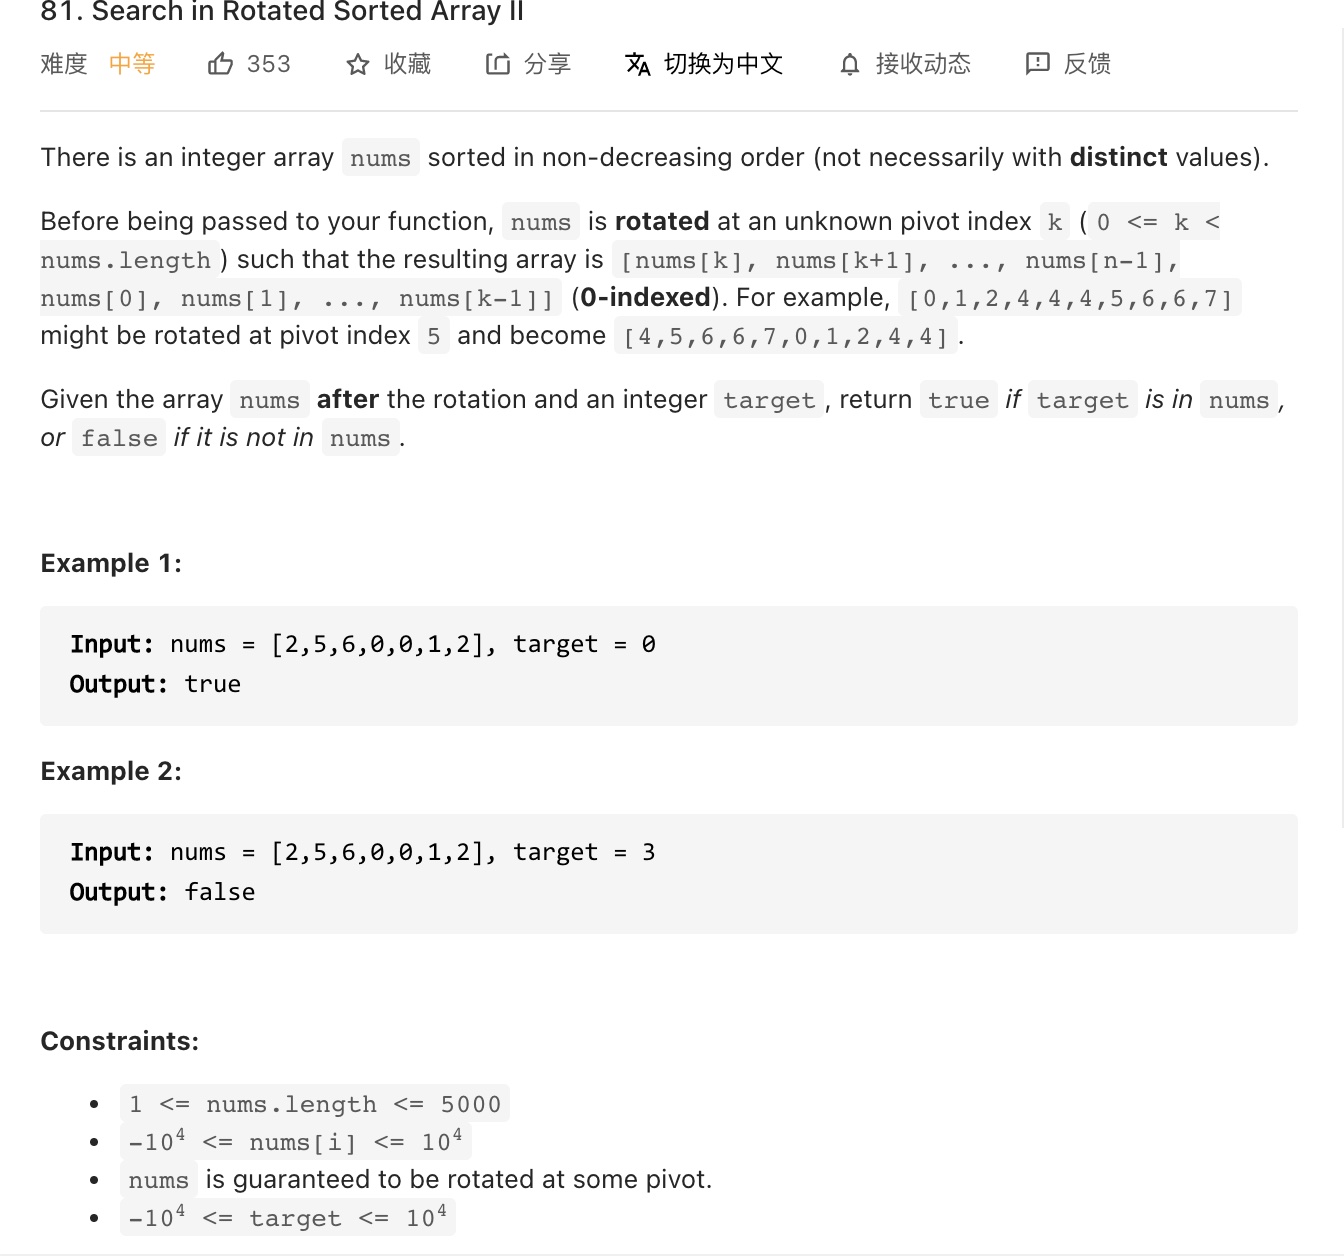 81. Search in Rotated Sorted Array II
难度 中等 353 收藏 分享 切换为中文 接收动态 反馈
There is an integer array nums sorted in non-decreasing order (not necessarily with distinct values).
Before being passed to your function, nums is rotated at an unknown pivot index k ( 0 <= k <
nums.length ) such that the resulting array is [nums[k], nums[k+1], ..., nums[n-1],
nums[0], nums[1], ..., nums[k-1]] (0-indexed). For example, [0,1,2,4,4,4,5,6,6,7]
might be rotated at pivot index 5 and become [4,5,6,6,7,0,1,2,4,4] .
Given the array nums after the rotation and an integer target , return true if target is in nums ,
or false if it is not in nums .
Example 1:
Input: nums = [2,5,6,0,0,1,2], target = 0
Output: true
Example 2:
Input: nums = [2,5,6,0,0,1,2], target = 3
Output: false
Constraints:
• 1 <= nums.length <= 5000
• -10⁴ <= nums[i] <= 10⁴
• nums is guaranteed to be rotated at some pivot.
• -10⁴ <= target <= 10⁴